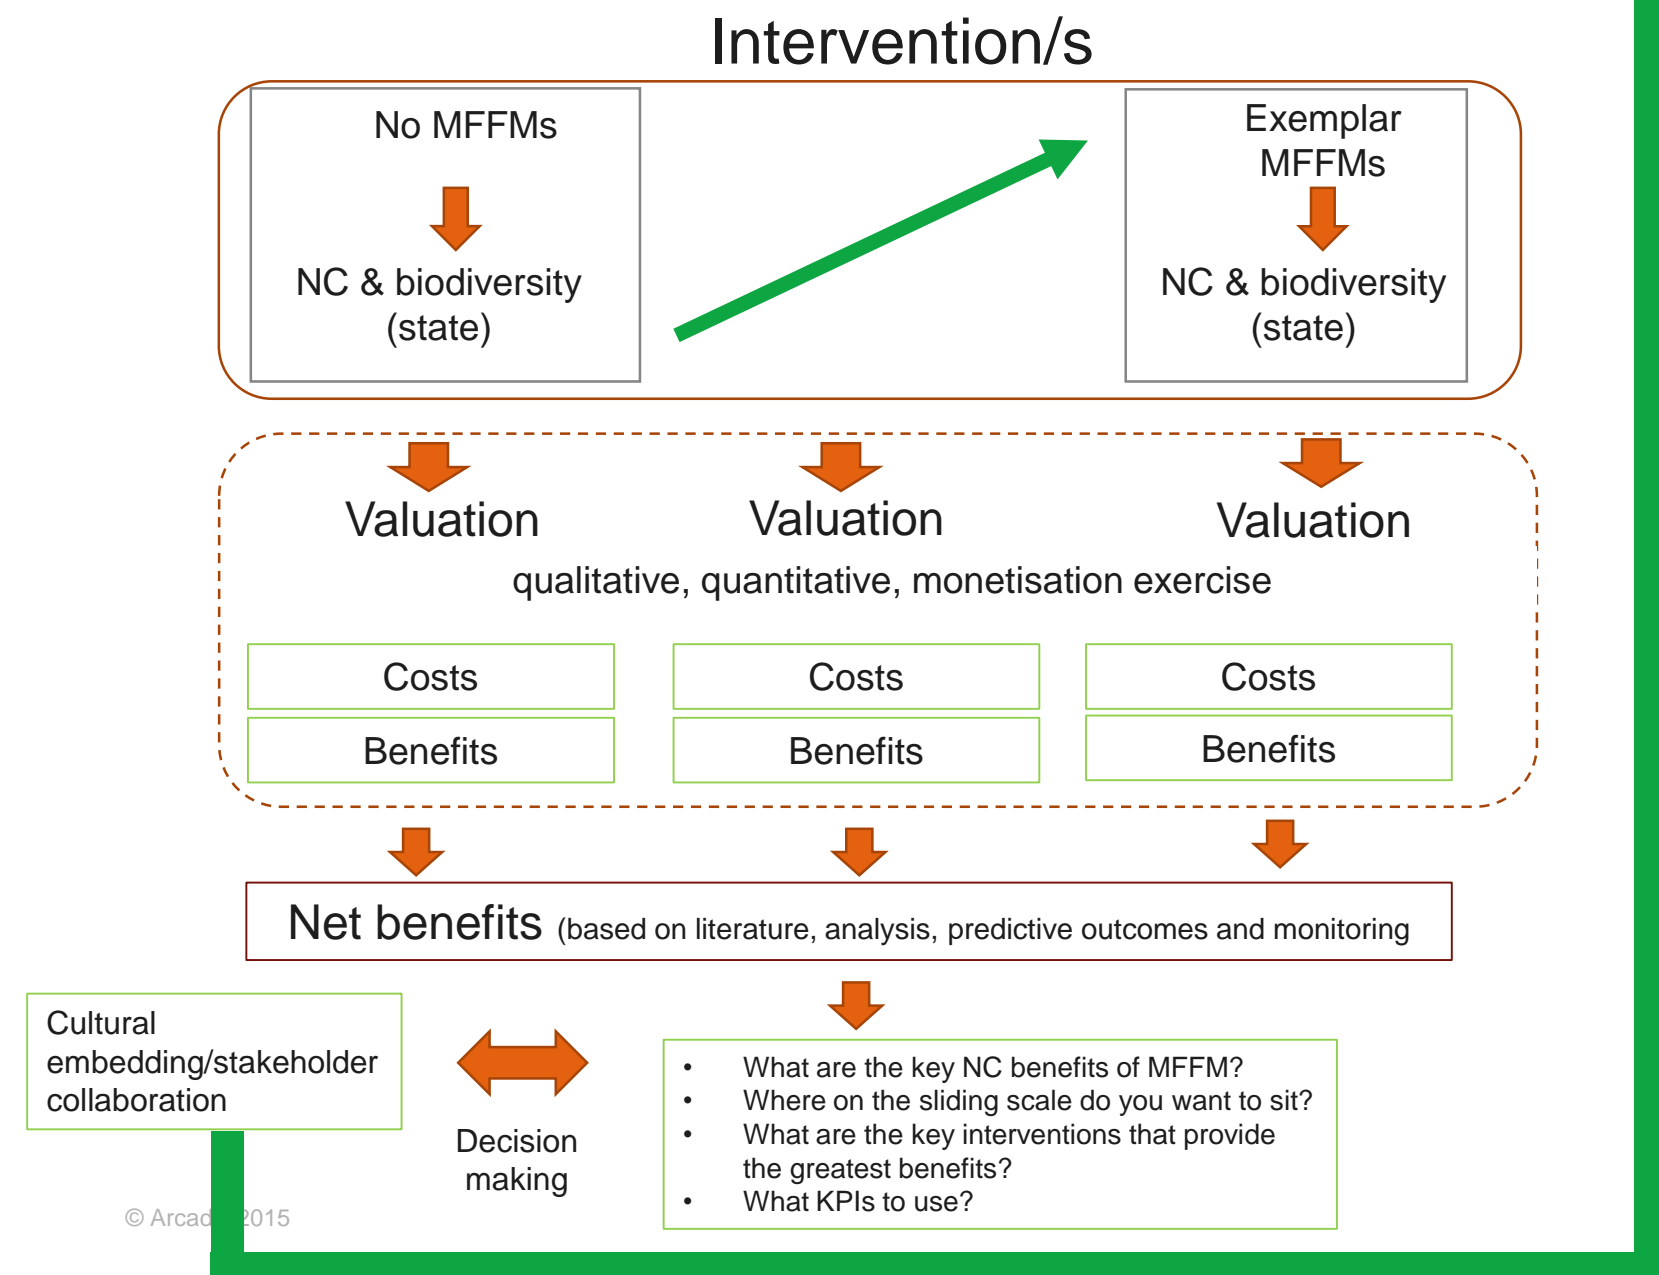 Intervention/s
No MFFMs
NC & biodiversity
(state)
Exemplar
MFFMs
NC & biodiversity
(state)
Valuation
Valuation
Valuation
qualitative, quantitative, monetisation exercise
Costs
Costs
Costs
Benefits
Benefits
Benefits
Net benefits (based on literature, analysis, predictive outcomes and monitoring
Cultural
embedding/stakeholder
collaboration
Decision
making
• What are the key NC benefits of MFFM?
• Where on the sliding scale do you want to sit?
• What are the key interventions that provide
the greatest benefits?
• What KPIs to use?
© Arcad 2015